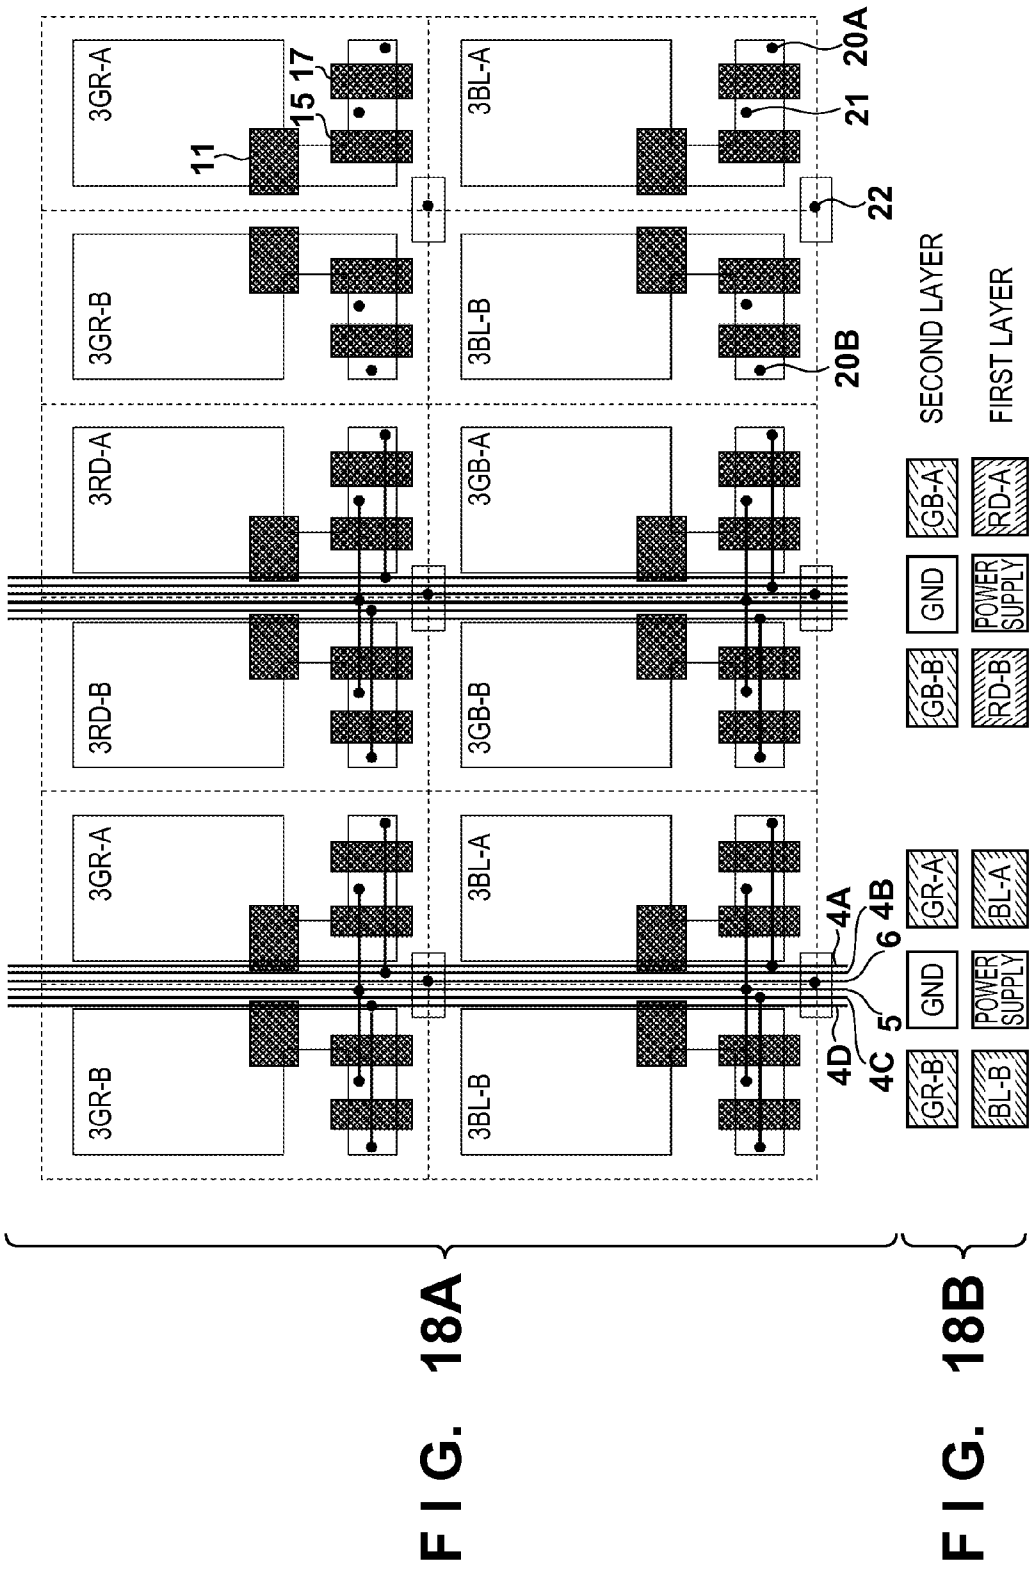 3GR-B
3GR-A
3RD-B
3RD-A
3GR-B
3GR-A
11
15
17
3BL-B
3BL-A
3GB-B
3GB-A
3BL-B
3BL-A
20A
21
22
20B
4D
4C
5
6
4B
4A
GR-B
GND
GR-A
GB-B
GND
GB-A
SECOND LAYER
BL-B
POWER
SUPPLY
BL-A
RD-B
POWER
SUPPLY
RD-A
FIRST LAYER
FIG. 18A
FIG. 18B